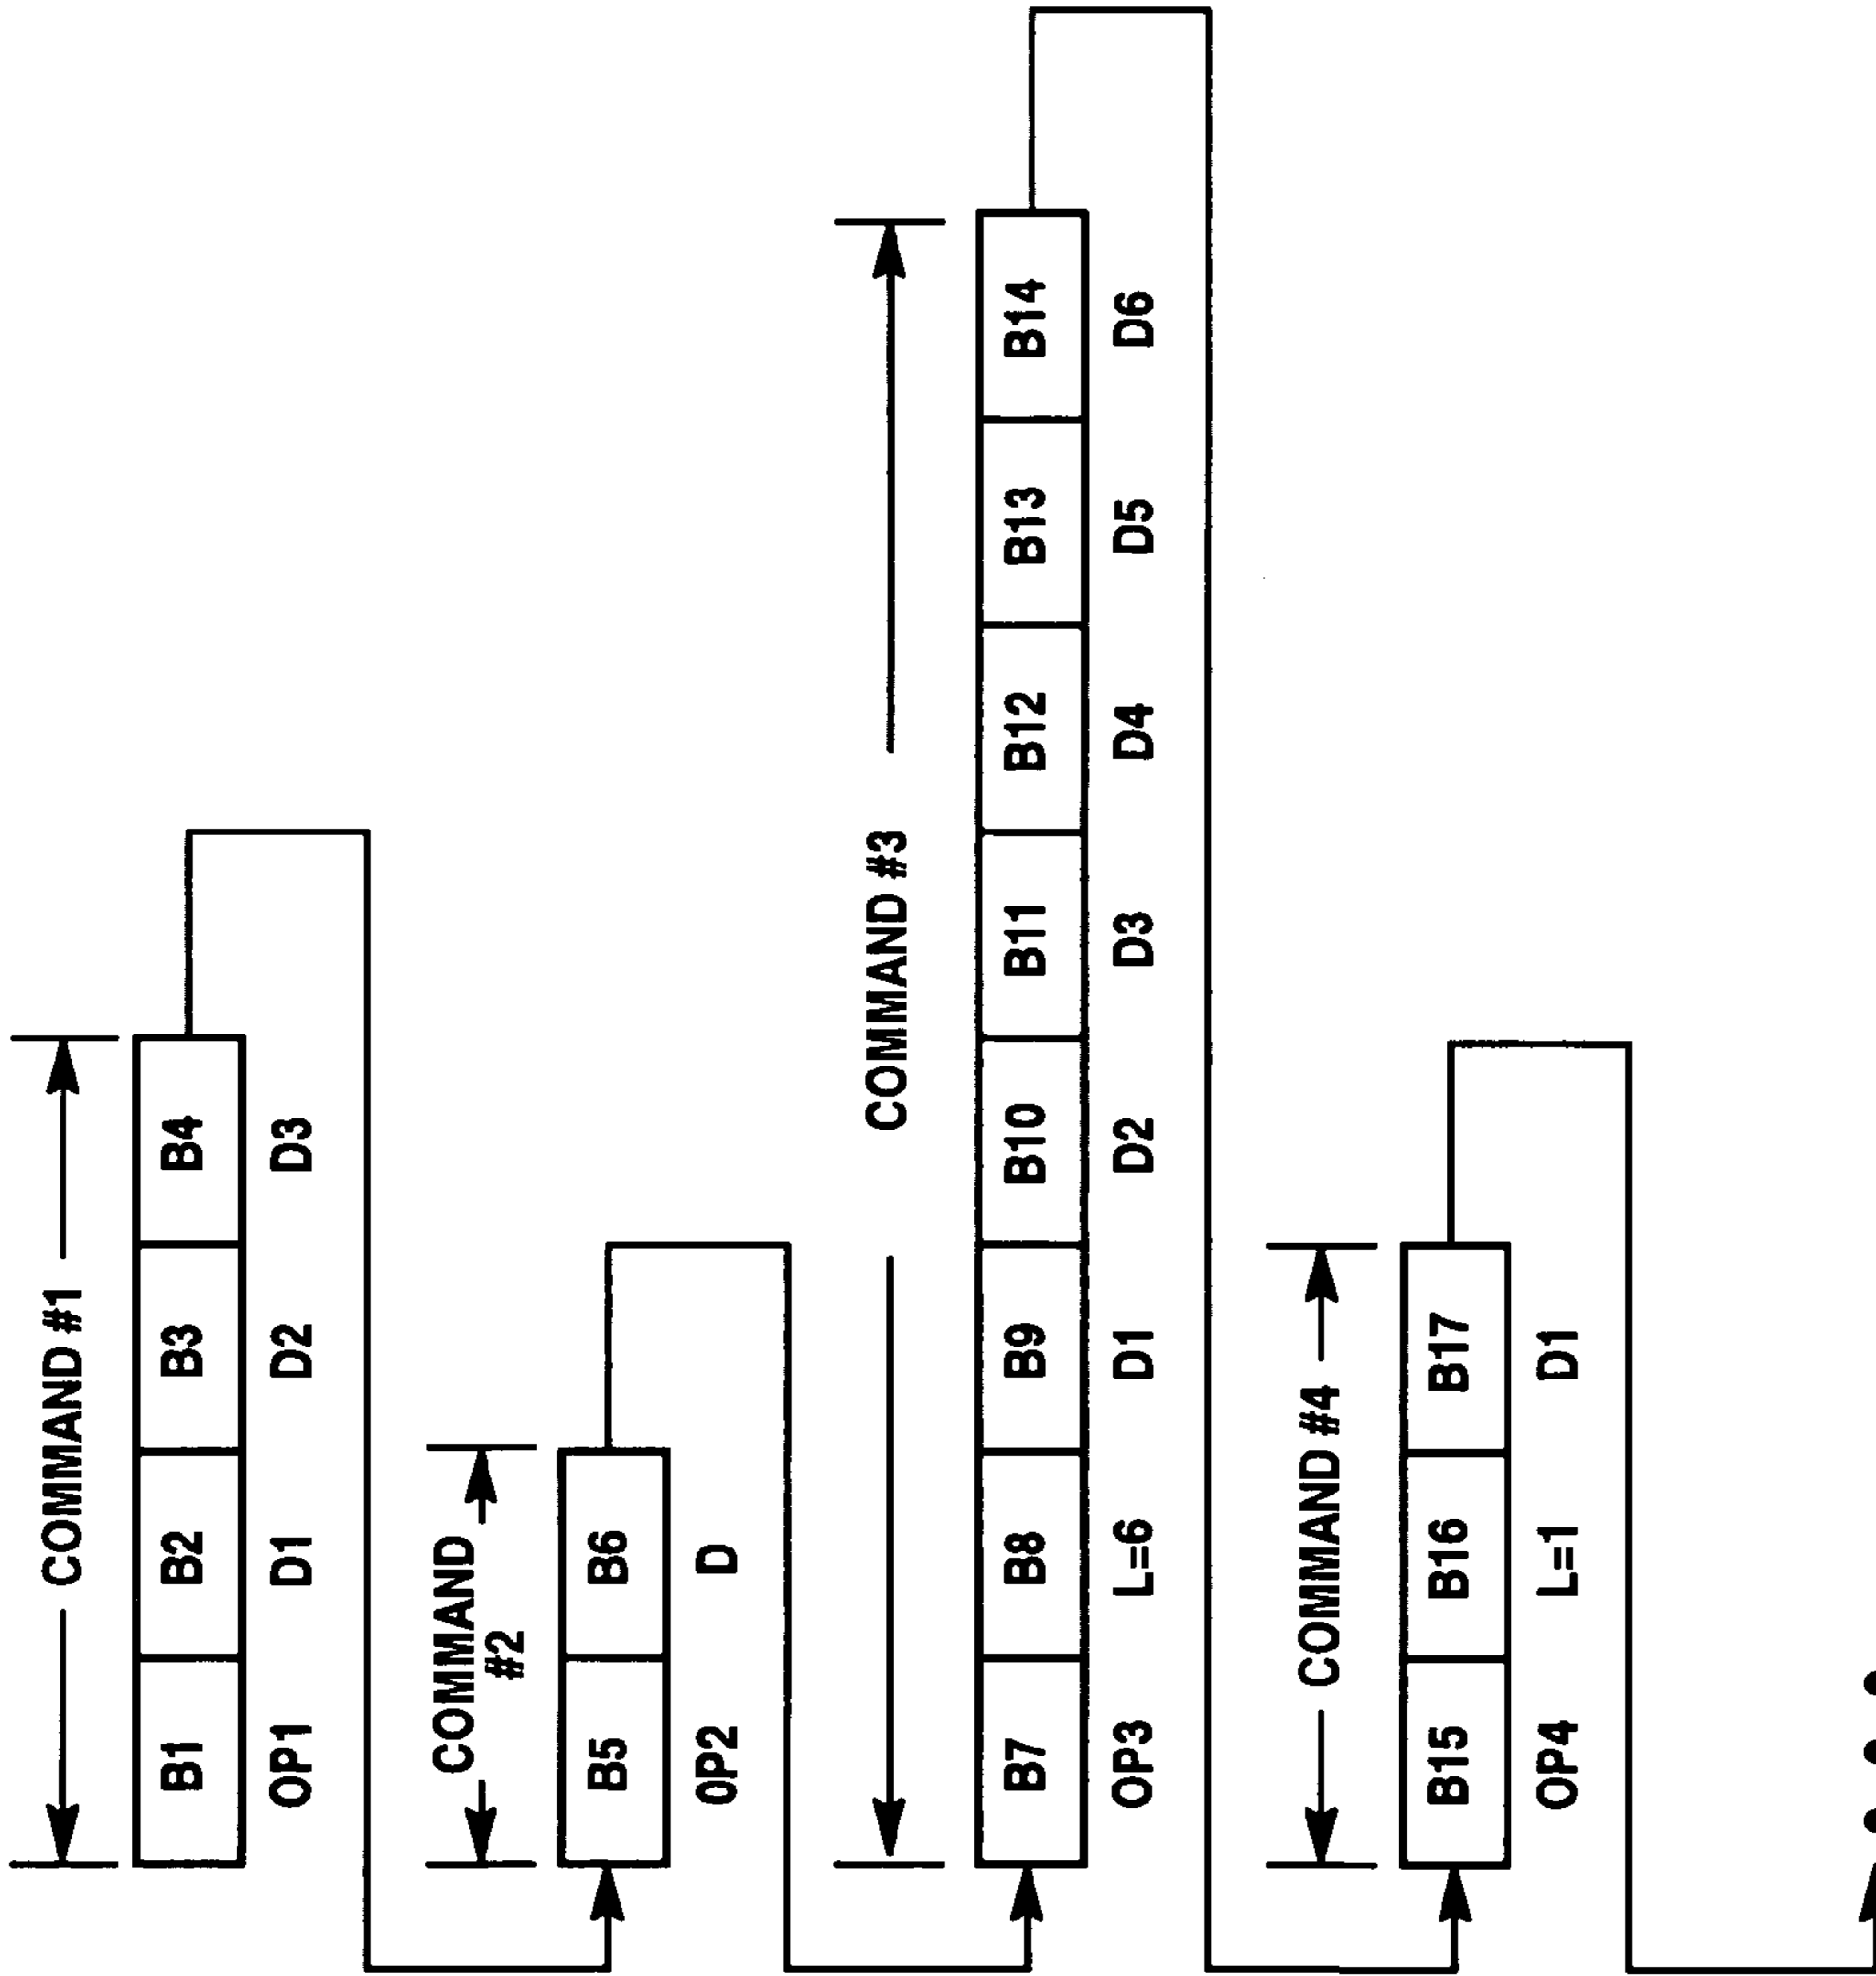 COMMAND #1
B1 B2 B3 B4
OP1 D1 D2 D3
COMMAND
#2
B5 B6
OP2 D
COMMAND #3
B7 B8 B9 B10 B11 B12 B13 B14
OP3 L=6 D1 D2 D3 D4 D5 D6
COMMAND #4
B15 B16 B17
OP4 L=1 D1